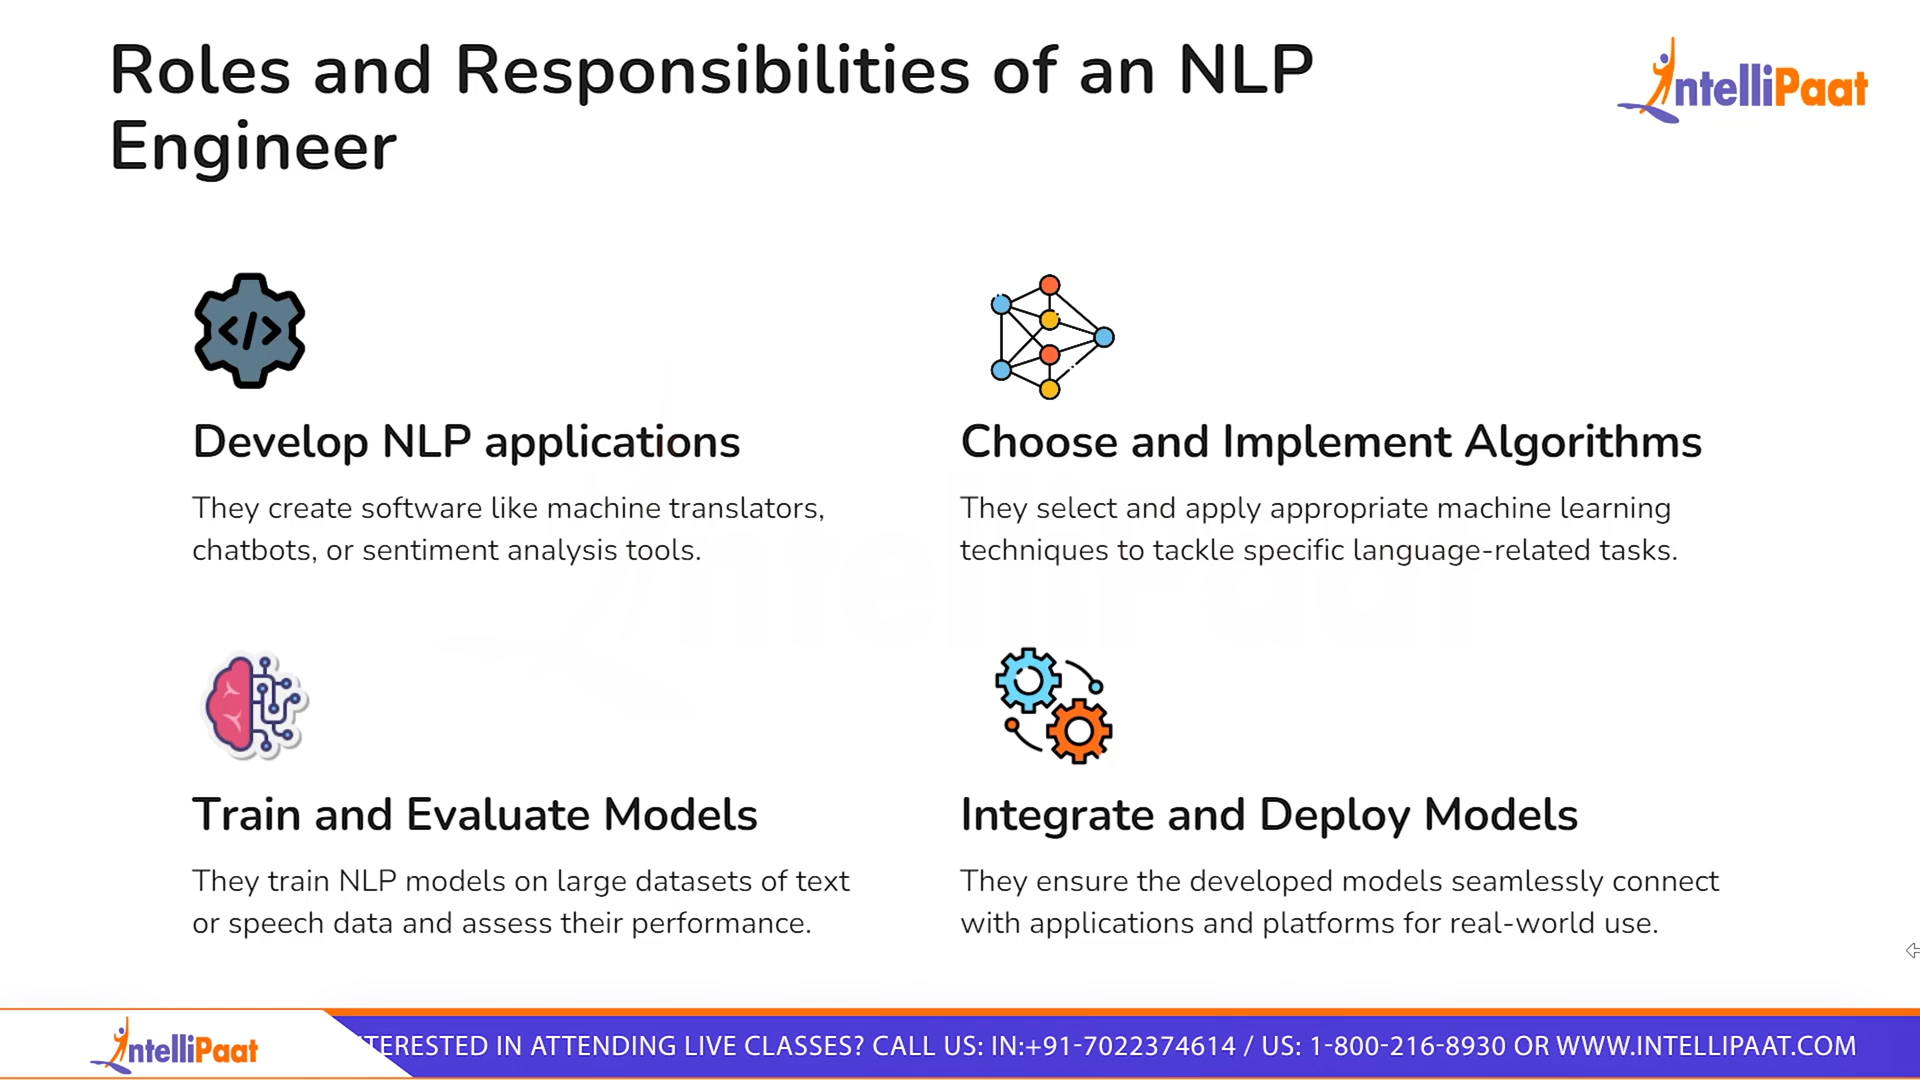 Roles and Responsibilities of an NLP
Engineer
IntelliPaat
Develop NLP applications
They create software like machine translators,
chatbots, or sentiment analysis tools.
Choose and Implement Algorithms
They select and apply appropriate machine learning
techniques to tackle specific language-related tasks.
Train and Evaluate Models
They train NLP models on large datasets of text
or speech data and assess their performance.
Integrate and Deploy Models
They ensure the developed models seamlessly connect
with applications and platforms for real-world use.
IntelliPaat
TERESTED IN ATTENDING LIVE CLASSES? CALL US: IN:+91-7022374614 / US: 1-800-216-8930 OR WWW.INTELLIPAAT.COM